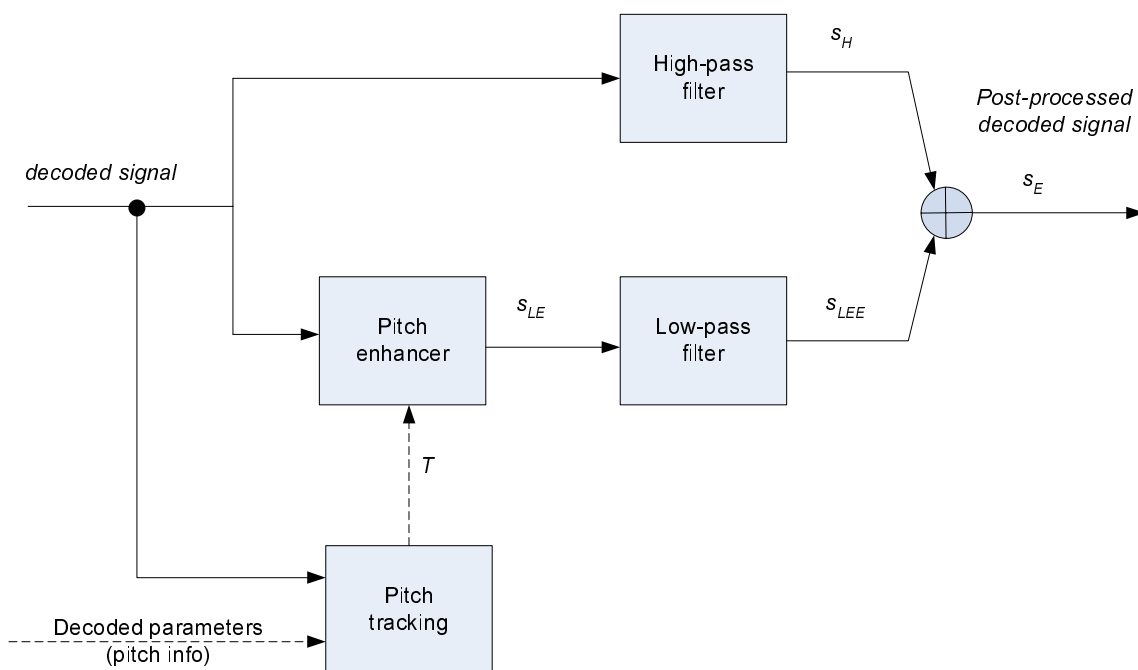 High-pass
filter
s_H
Post-processed
decoded signal
decoded signal
s_E
Pitch
enhancer
s_LE
Low-pass
filter
s_LEE
T
Pitch
tracking
Decoded parameters
(pitch info)